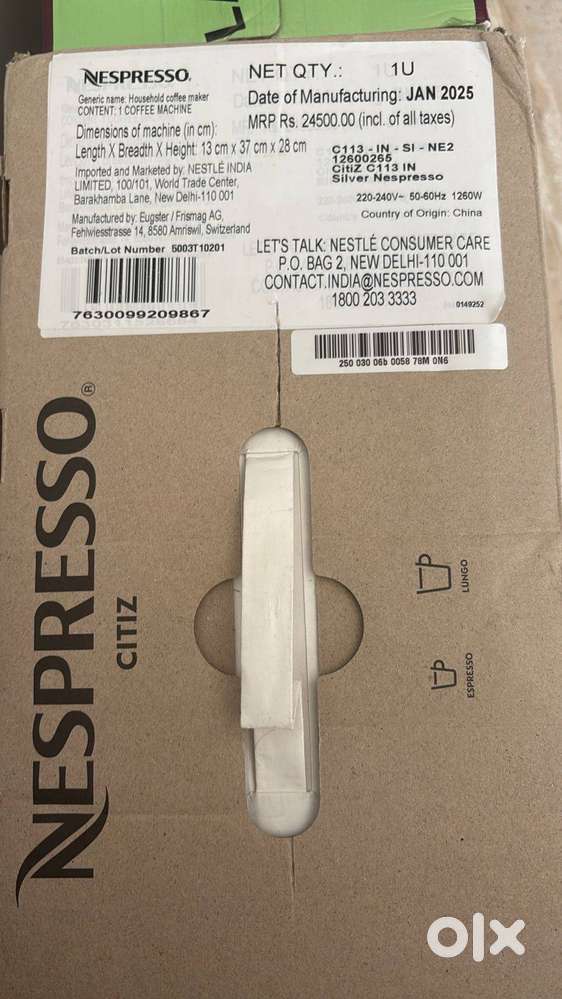 NESPRESSO.
NET QTY.: 1U
Generic name: Household coffee maker
CONTENT: 1 COFFEE MACHINE
Date of Manufacturing: JAN 2025
MRP Rs. 24500.00 (incl. of all taxes)
Dimensions of machine (in cm):
Length X Breadth X Height: 13 cm x 37 cm x 28 cm
C113 - IN - SI - NE2
12600265
CitiZ C113 IN
Silver Nespresso
Imported and Marketed by: NESTLÉ INDIA
LIMITED, 100/101, World Trade Center,
Barakhamba Lane, New Delhi-110 001
220-240V~ 50-60Hz 1260W
Country of Origin: China
Manufactured by: Eugster / Frismag AG,
Fehlwiesstrasse 14, 8580 Amriswil, Switzerland
Batch/Lot Number 5003T10201
LET'S TALK: NESTLÉ CONSUMER CARE
P.O. BAG 2, NEW DELHI-110 001
CONTACT.INDIA@NESPRESSO.COM
1800 203 3333
0149252
7630099209867
250 030 06b 0058 78M 0N6
NESPRESSO®
CITIZ
LUNGO
ESPRESSO
olx